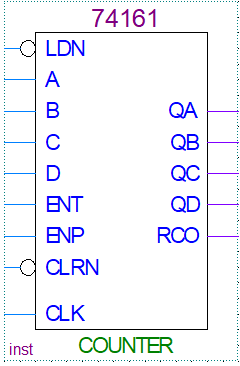 74161
LDN
A
B QA
C QB
D QC
ENT QD
ENP RCO
CLRN
CLK
inst COUNTER